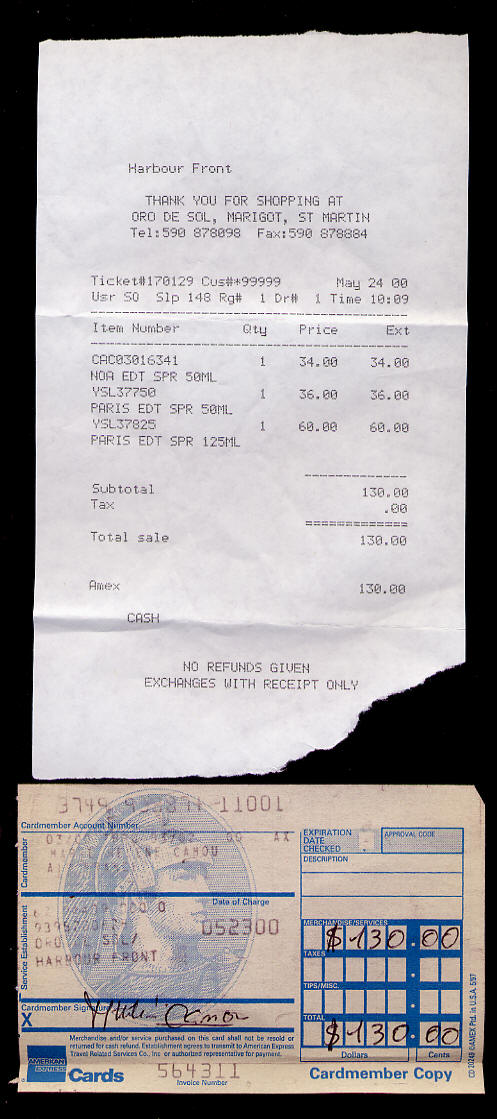 Harbour Front
THANK YOU FOR SHOPPING AT
ORO DE SOL, MARIGOT, ST MARTIN
Tel:590 878098 Fax:590 878884
Ticket#170129 Cus#*99999 May 24 00
Usr SO Slp 148 Rg# 1 Dr# 1 Time 10:09
Item Number Qty Price Ext
CAC03016341 1 34.00 34.00
NOA EDT SPR 50ML
YSL37750 1 36.00 36.00
PARIS EDT SPR 50ML
YSL37825 1 60.00 60.00
PARIS EDT SPR 125ML
Subtotal 130.00
Tax .00
Total sale 130.00
Amex 130.00
CASH
NO REFUNDS GIVEN
EXCHANGES WITH RECEIPT ONLY
11001
Cardmember Account Number
AX
CAHOU
Cardmember
EXPIRATION DATE CHECKED
APPROVAL CODE
DESCRIPTION
Service Establishment
Date of Charge
052300
ORO
HARBOUR FRONT
MERCHANDISE/SERVICES
$130.00
TAXES
TIPS/MISC.
TOTAL
$130.00
Dollars Cents
Cardmember Signature
X
Merchandise and/or service purchased on this card shall not be resold or
returned for cash refund. Establishment agrees to transmit to American Express
Travel Related Services Co., Inc. or authorized representative for payment.
AMERICAN EXPRESS Cards
564311
Invoice Number
Cardmember Copy